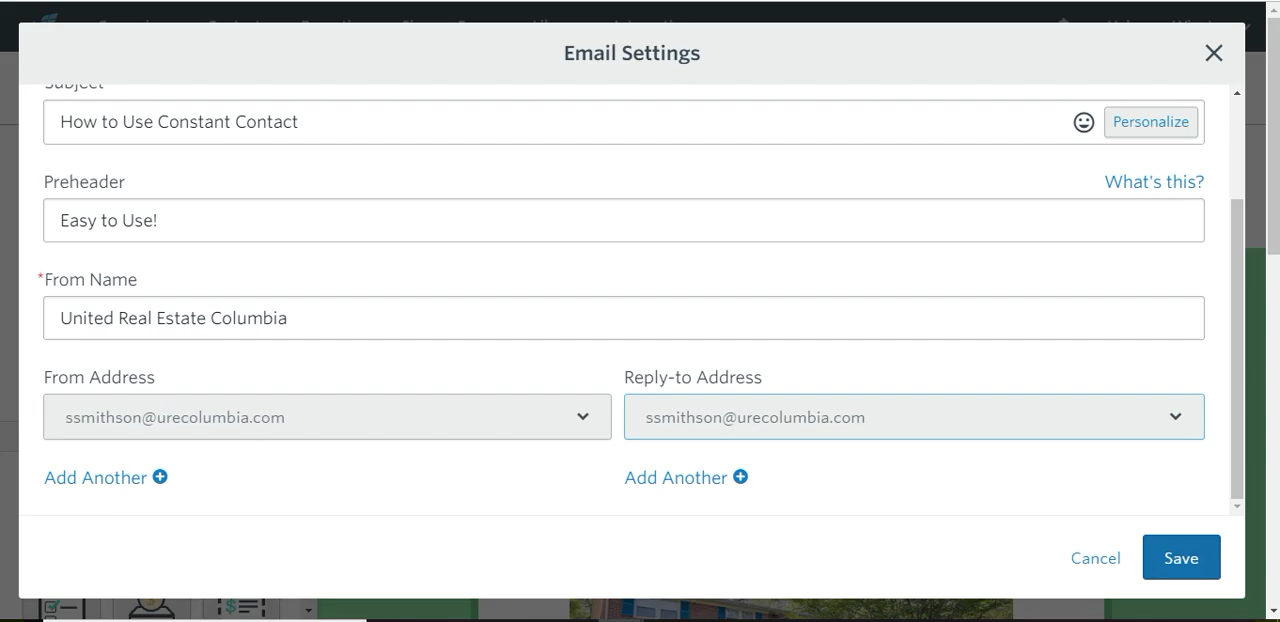 Email Settings
Subject
How to Use Constant Contact
Personalize
Preheader
What's this?
Easy to Use!
*From Name
United Real Estate Columbia
From Address
Reply-to Address
ssmithson@urecolumbia.com
ssmithson@urecolumbia.com
Add Another
Add Another
Cancel
Save